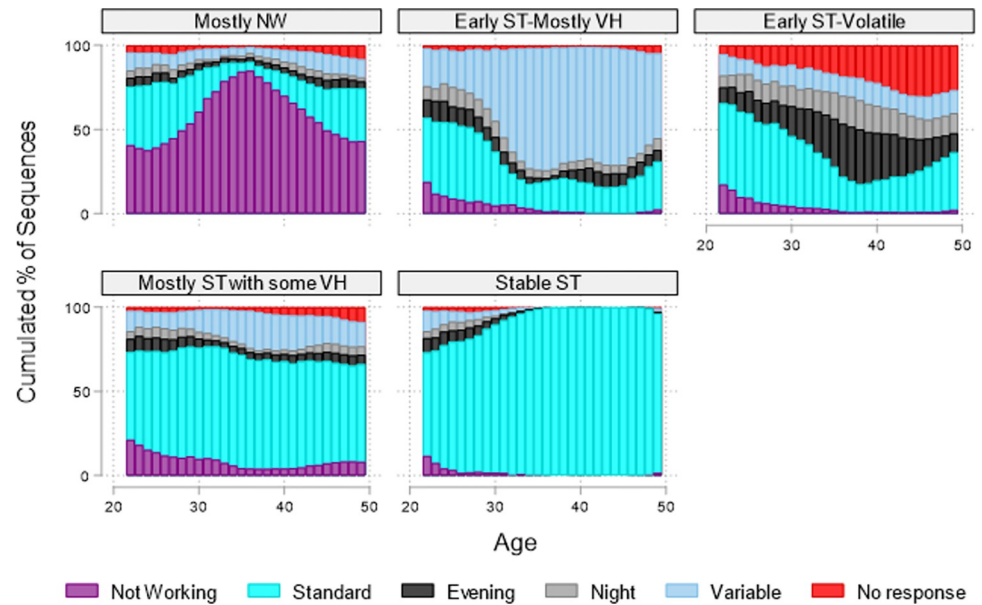 Mostly NW
Early ST-Mostly VH
Early ST-Volatile
100
50
0
20 30 40 50
Mostly ST with some VH
Stable ST
100
50
0
20 30 40 50
20 30 40 50
Cumulated % of Sequences
Age
Not Working
Standard
Evening
Night
Variable
No response